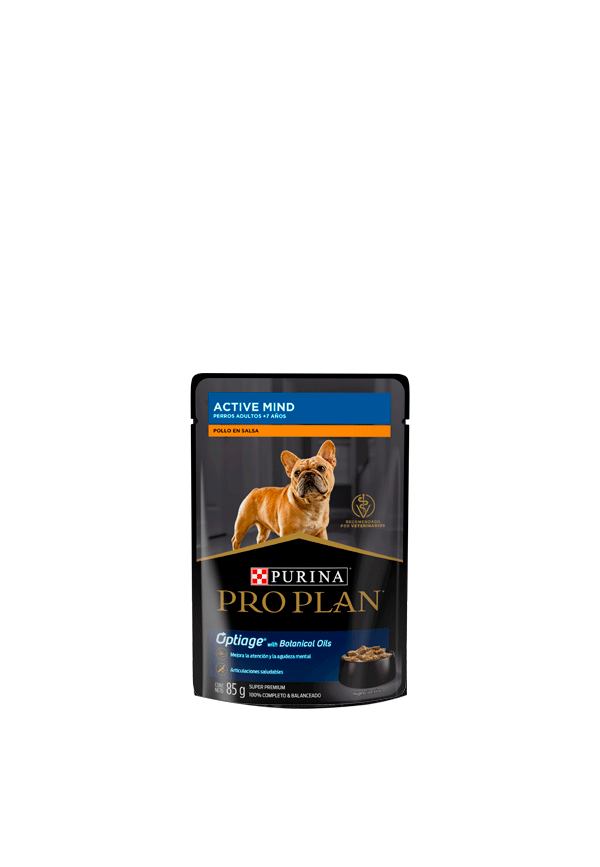 ACTIVE MIND
PERROS ADULTOS +7 AÑOS
POLLO EN SALSA
RECOMENDADO
POR VETERINARIOS
PURINA
PRO PLAN
Optiage® with Botanical Oils
Mejora la atención y la agudeza mental
Articulaciones saludables
CONT.
NETO
85 g
SUPER PREMIUM
100% COMPLETO & BALANCEADO